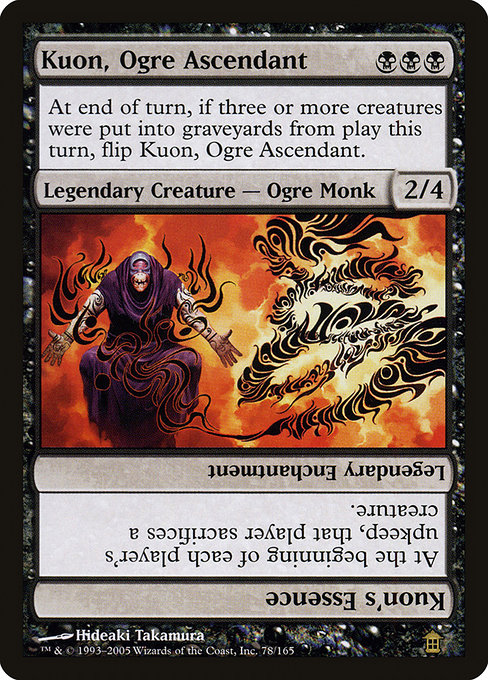 Kuon, Ogre Ascendant
At end of turn, if three or more creatures
were put into graveyards from play this
turn, flip Kuon, Ogre Ascendant.
Legendary Creature — Ogre Monk 2/4
Kuon's Essence
At the beginning of each player's
upkeep, that player sacrifices a
creature.
Legendary Enchantment
Hideaki Takamura
™ & © 1993–2005 Wizards of the Coast, Inc. 78/165